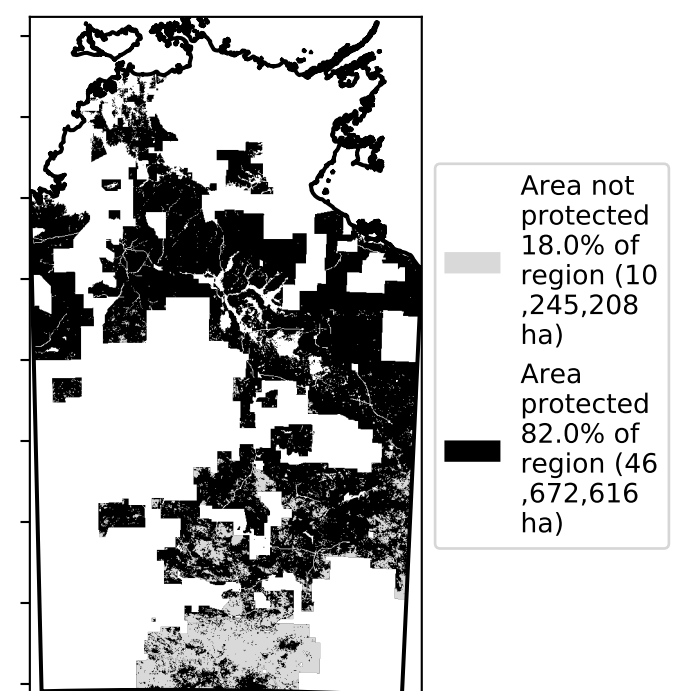 Area not
protected
18.0% of
region (10
,245,208
ha)
Area
protected
82.0% of
region (46
,672,616
ha)